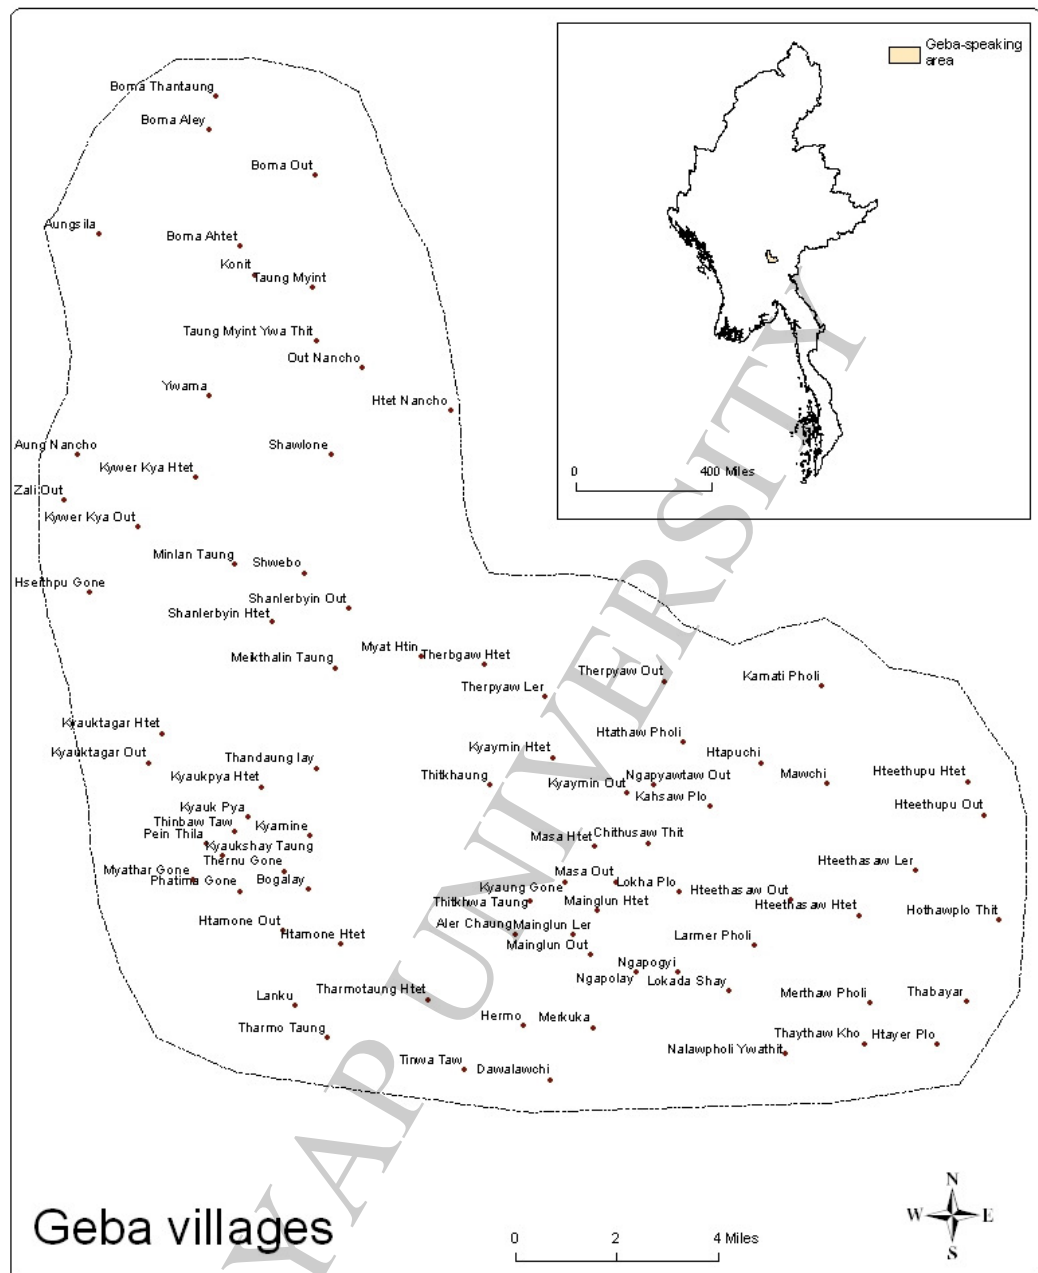 Geba-speaking
area
Boma Thantaung
Boma Aley
Boma Out
Aungsila
Boma Ahtet
Konit
Taung Myint
Taung Myint Ywa Thit
Out Nancho
Ywama
Htet Nancho
0 400 Miles
Aung Nancho
Shawlone
Kywer Kya Htet
Zali Out
Kywer Kya Out
Minlan Taung
Shwebo
Hseithpu Gone
Shanlerbyin Out
Shanlerbyin Htet
Myat Htin
Therbgaw Htet
Meikthalin Taung
Therpyaw Out
Kamati Pholi
Therpyaw Ler
Kyauktagar Htet
Htathaw Pholi
Kyauktagar Out
Thandaung lay
Kyaymin Htet
Htapuchi
Kyaukpya Htet
Thitkhaung
Kyaymin Out
Ngapyawtaw Out
Mawchi
Hteethupu Htet
Kahsaw Plo
Hteethupu Out
Kyauk Pya
Thinbaw Taw
Kyamine
Pein Thila
Kyaukshay Taung
Masa Htet
Chithusaw Thit
Thernu Gone
Hteethasaw Ler
Myathar Gone
Phatima Gone
Bogalay
Masa Out
Kyaung Gone
Lokha Plo
Hteethasaw Out
Thitkhwa Taung
Mainglun Htet
Hteethasaw Htet
Hothawplo Thit
Htamone Out
Htamone Htet
Aler Chaung
Mainglun Ler
Mainglun Out
Larmer Pholi
Ngapogyi
Ngapolay
Lokada Shay
Lanku
Tharmotaung Htet
Merthaw Pholi
Thabayar
Tharmo Taung
Hermo
Merkuka
Thaythaw Kho
Htayer Plo
Nalawpholi Ywathit
Tinwa Taw
Dawalawchi
YAP UNIVERSITY
Geba villages
0 2 4 Miles
N
W E
S